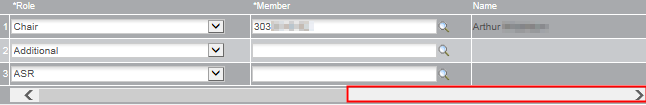 *Role *Member Name
1 Chair 303 Arthur
2 Additional
3 ASR